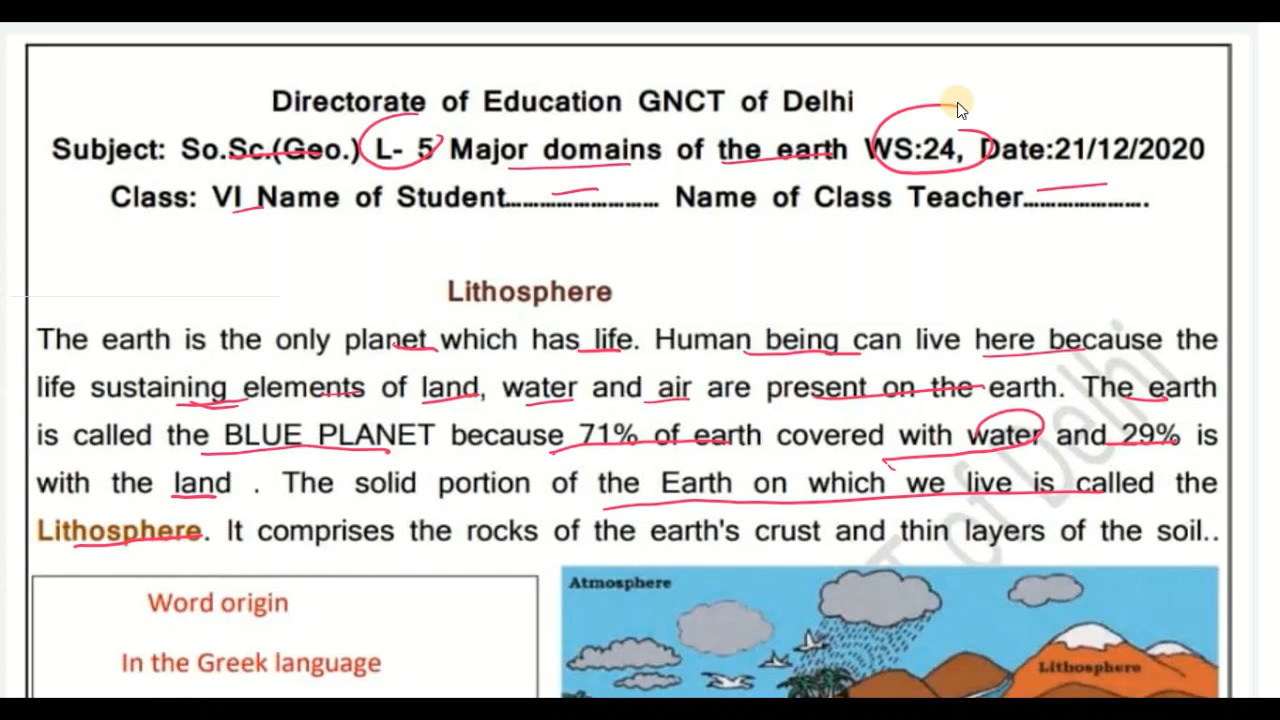 Directorate of Education GNCT of Delhi
Subject: So.Sc.(Geo.) L- 5 Major domains of the earth WS:24, Date:21/12/2020
Class: VI Name of Student........................... Name of Class Teacher......................
Lithosphere
The earth is the only planet which has life. Human being can live here because the
life sustaining elements of land, water and air are present on the earth. The earth
is called the BLUE PLANET because 71% of earth covered with water and 29% is
with the land . The solid portion of the Earth on which we live is called the
Lithosphere. It comprises the rocks of the earth's crust and thin layers of the soil..
Word origin
In the Greek language
Atmosphere
Lithosphere
of Delhi